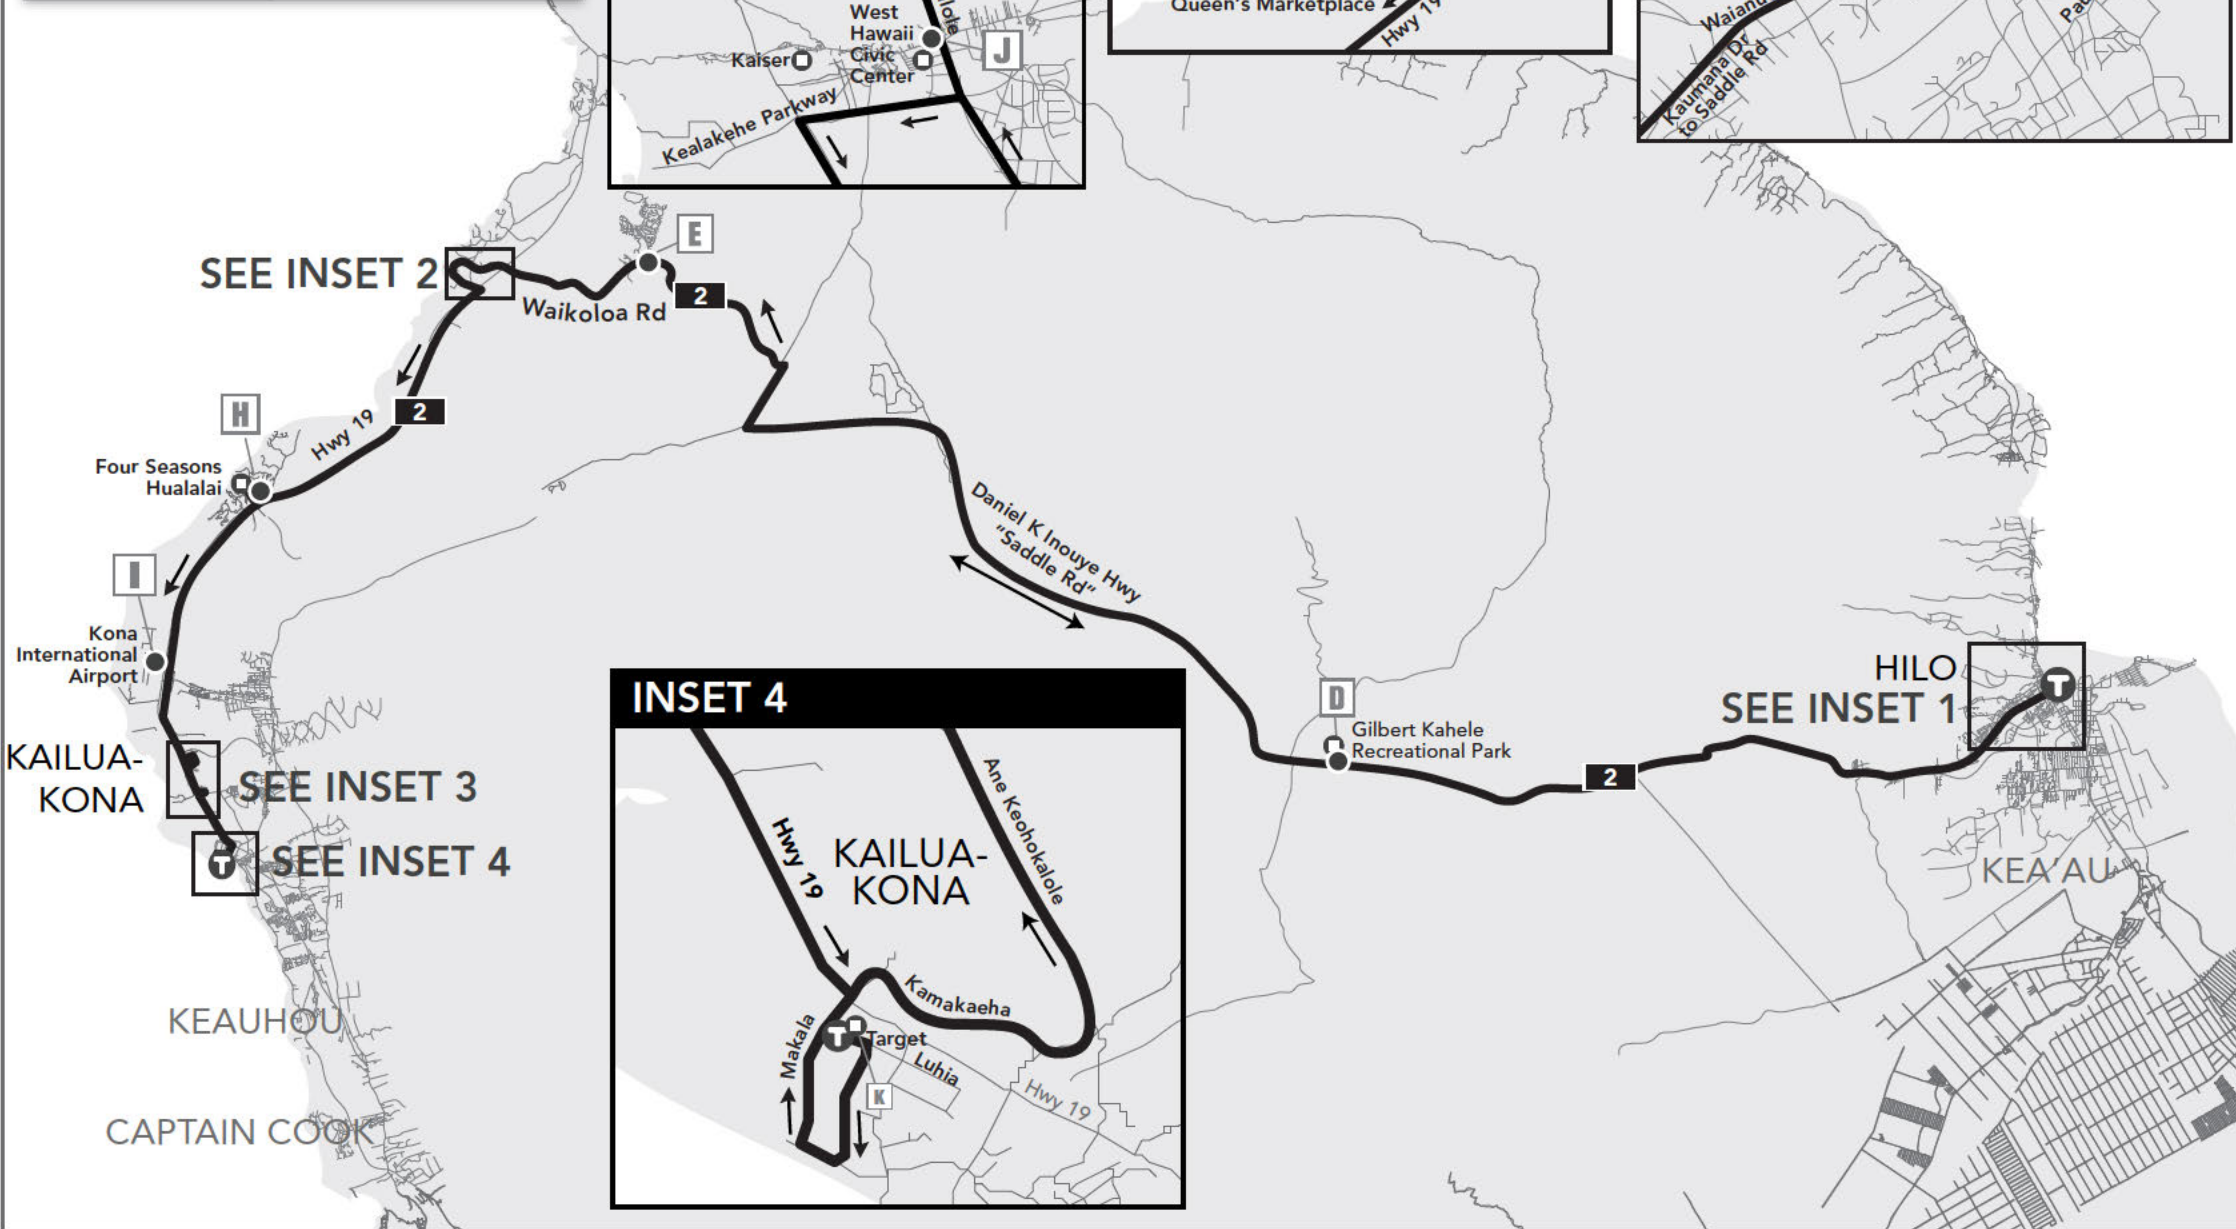 West
Hawaii
Civic
Center
Kaiser
J
Kealakehe Parkway
Queen's Marketplace
Hwy 19
Kaumana Dr
to Saddle Rd
E
SEE INSET 2
Waikoloa Rd
2
2
H
Hwy 19
Four Seasons
Hualalai
I
Kona
International
Airport
Daniel K Inouye Hwy
"Saddle Rd"
D
Gilbert Kahele
Recreational Park
2
HILO
SEE INSET 1
T
KAILUA-
KONA
SEE INSET 3
T
SEE INSET 4
KEA'AU
KEAUHOU
CAPTAIN COOK
INSET 4
Hwy 19
Ane Keohokalole
KAILUA-
KONA
Kamakaeha
Makala
T
Target
Luhia
K
Hwy 19